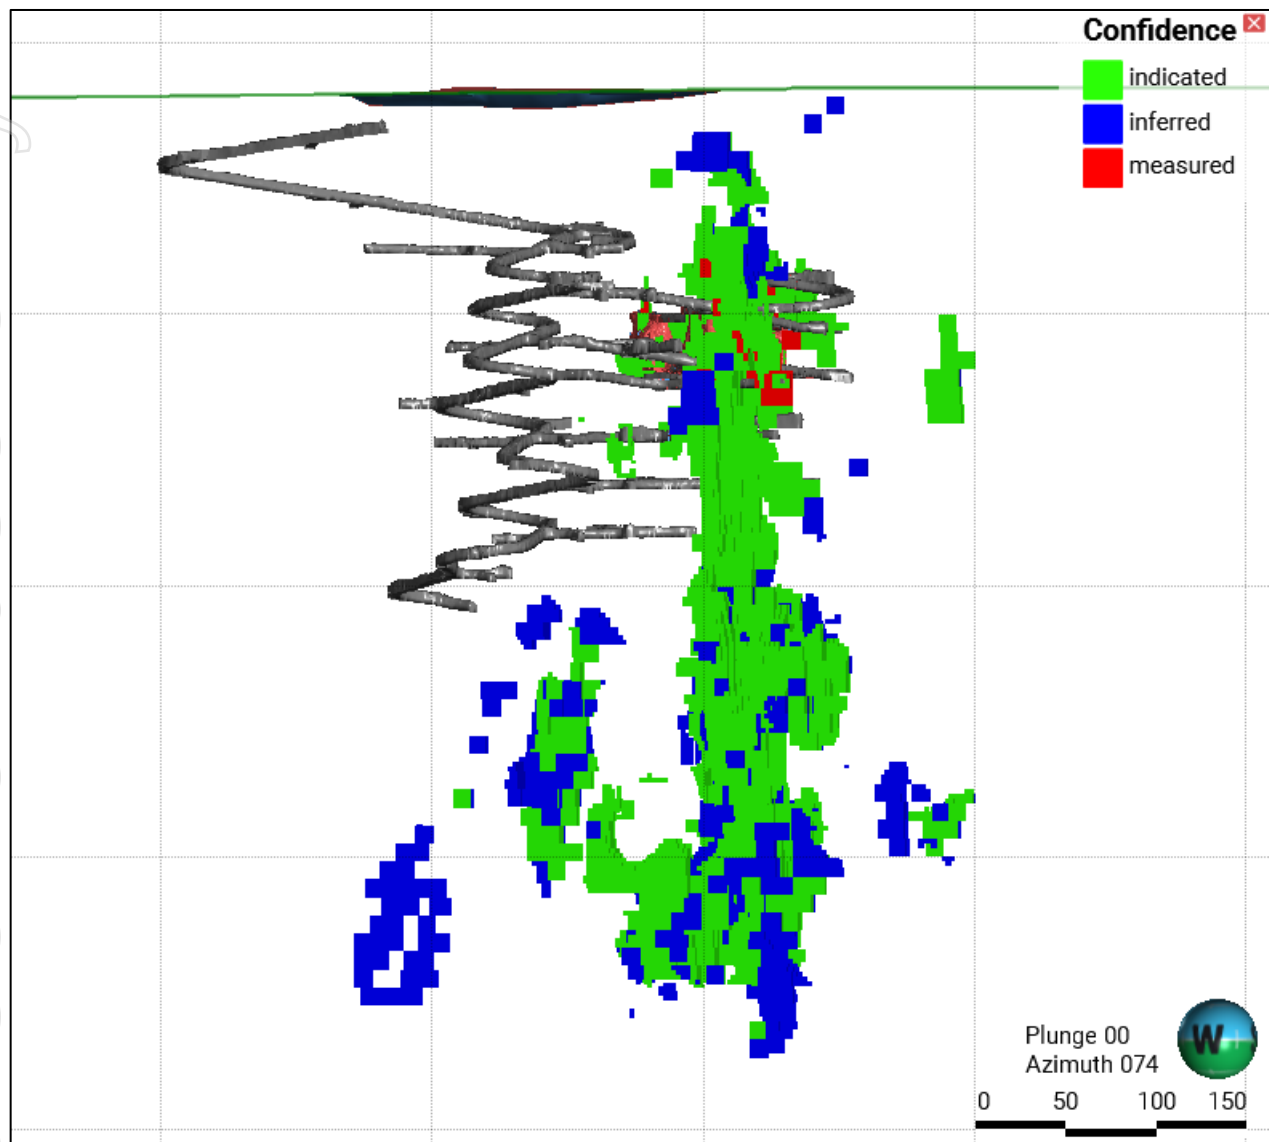 Confidence
indicated
inferred
measured
Plunge 00
Azimuth 074
W
0 50 100 150